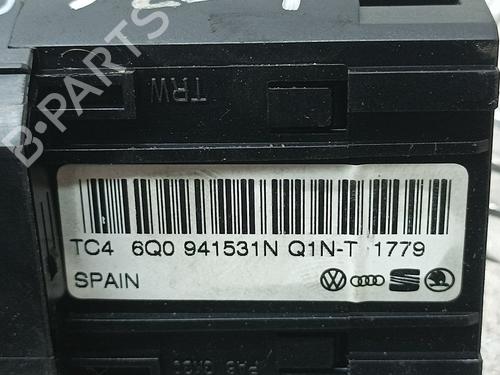 B-PARTS
TRW
TC4 6Q0 941531N Q1N-T 1779
SPAIN